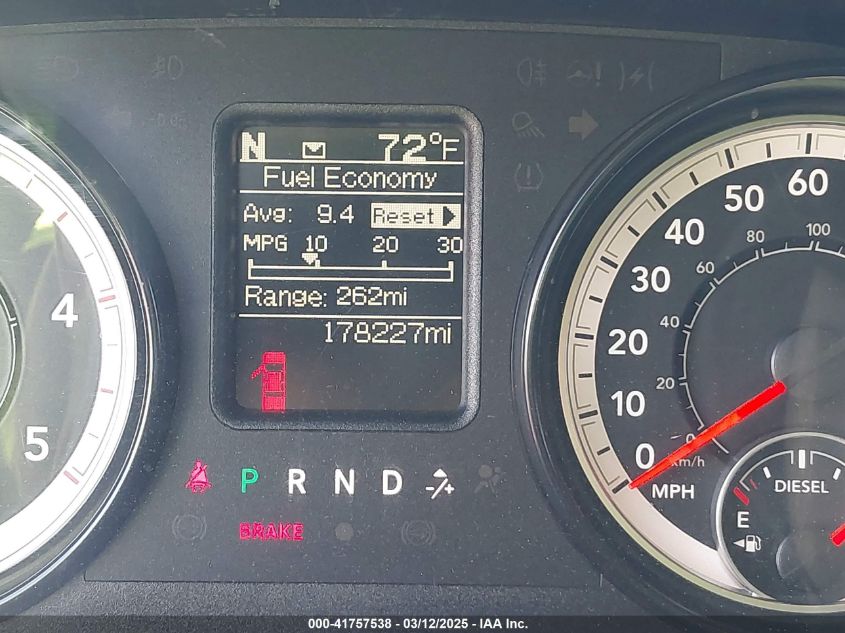 N 72°F
Fuel Economy
Avg: 9.4 Reset
MPG 10 20 30
Range: 262mi
178227mi
4
5
P R N D -/+
BRAKE
0 10 20 30 40 50 60
0 20 40 60 80 100
km/h
MPH
DIESEL
E
000-41757538 - 03/12/2025 - IAA Inc.